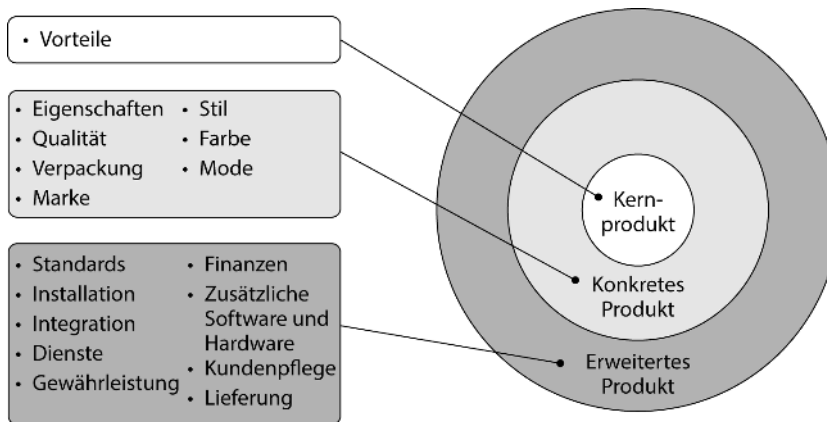 • Vorteile
• Eigenschaften
• Qualität
• Verpackung
• Marke
• Stil
• Farbe
• Mode
• Standards
• Installation
• Integration
• Dienste
• Gewährleistung
• Finanzen
• Zusätzliche
Software und
Hardware
• Kundenpflege
• Lieferung
Kern-
produkt
Konkretes
Produkt
Erweitertes
Produkt